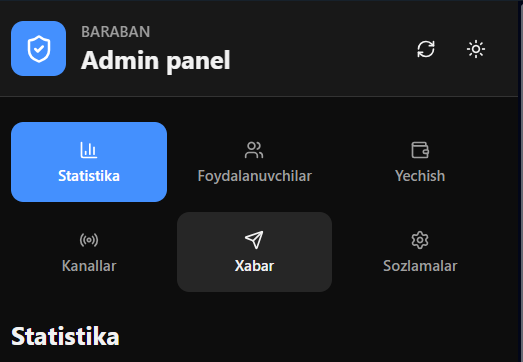 BARABAN
Admin panel
Statistika
Foydalanuvchilar
Yechish
Kanallar
Xabar
Sozlamalar
Statistika